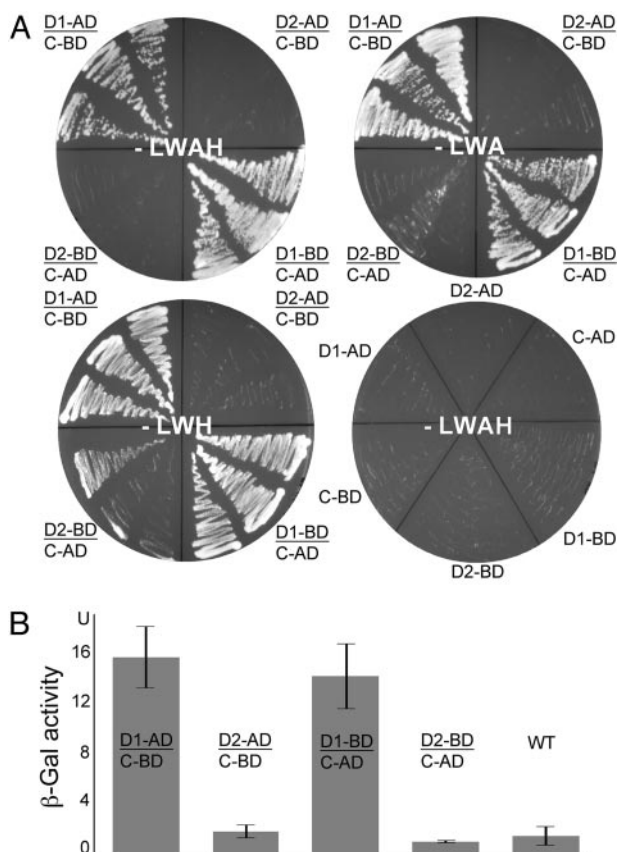 A
D1-AD
C-BD
D2-AD
C-BD
- LWAH
D2-BD
C-AD
D1-BD
C-AD
D1-AD
C-BD
D2-AD
C-BD
- LWA
D2-BD
C-AD
D1-BD
C-AD
D1-AD
C-BD
D2-AD
C-BD
- LWH
D2-BD
C-AD
D1-BD
C-AD
D2-AD
D1-AD
C-AD
- LWAH
C-BD
D1-BD
D2-BD
B
U
16
12
8
4
0
β-Gal activity
D1-AD
C-BD
D2-AD
C-BD
D1-BD
C-AD
D2-BD
C-AD
WT